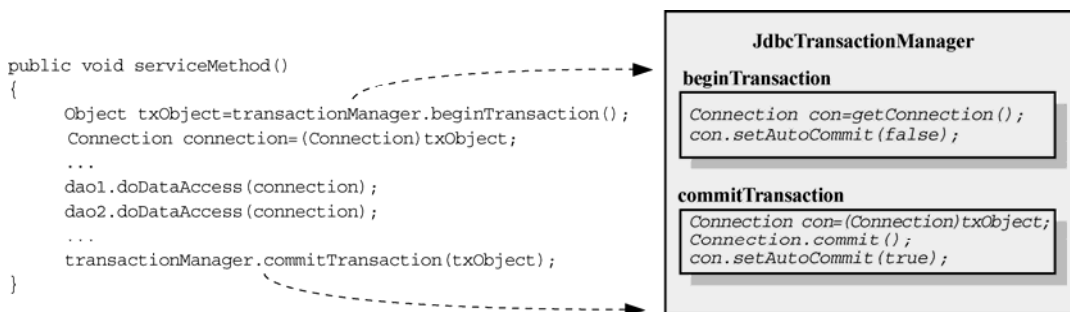 public void serviceMethod()
{
Object txObject=transactionManager.beginTransaction();
Connection connection=(Connection)txObject;
...
dao1.doDataAccess(connection);
dao2.doDataAccess(connection);
...
transactionManager.commitTransaction(txObject);
}
JdbcTransactionManager
beginTransaction
Connection con=getConnection();
con.setAutoCommit(false);
commitTransaction
Connection con=(Connection)txObject;
Connection.commit();
con.setAutoCommit(true);